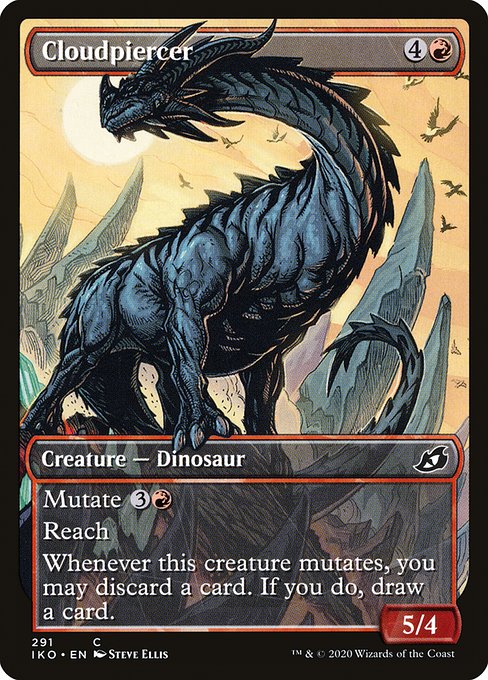 Cloudpiercer 4
Creature — Dinosaur
Mutate 3
Reach
Whenever this creature mutates, you
may discard a card. If you do, draw
a card.
5/4
291 C
IKO • EN Steve Ellis ™ & © 2020 Wizards of the Coast